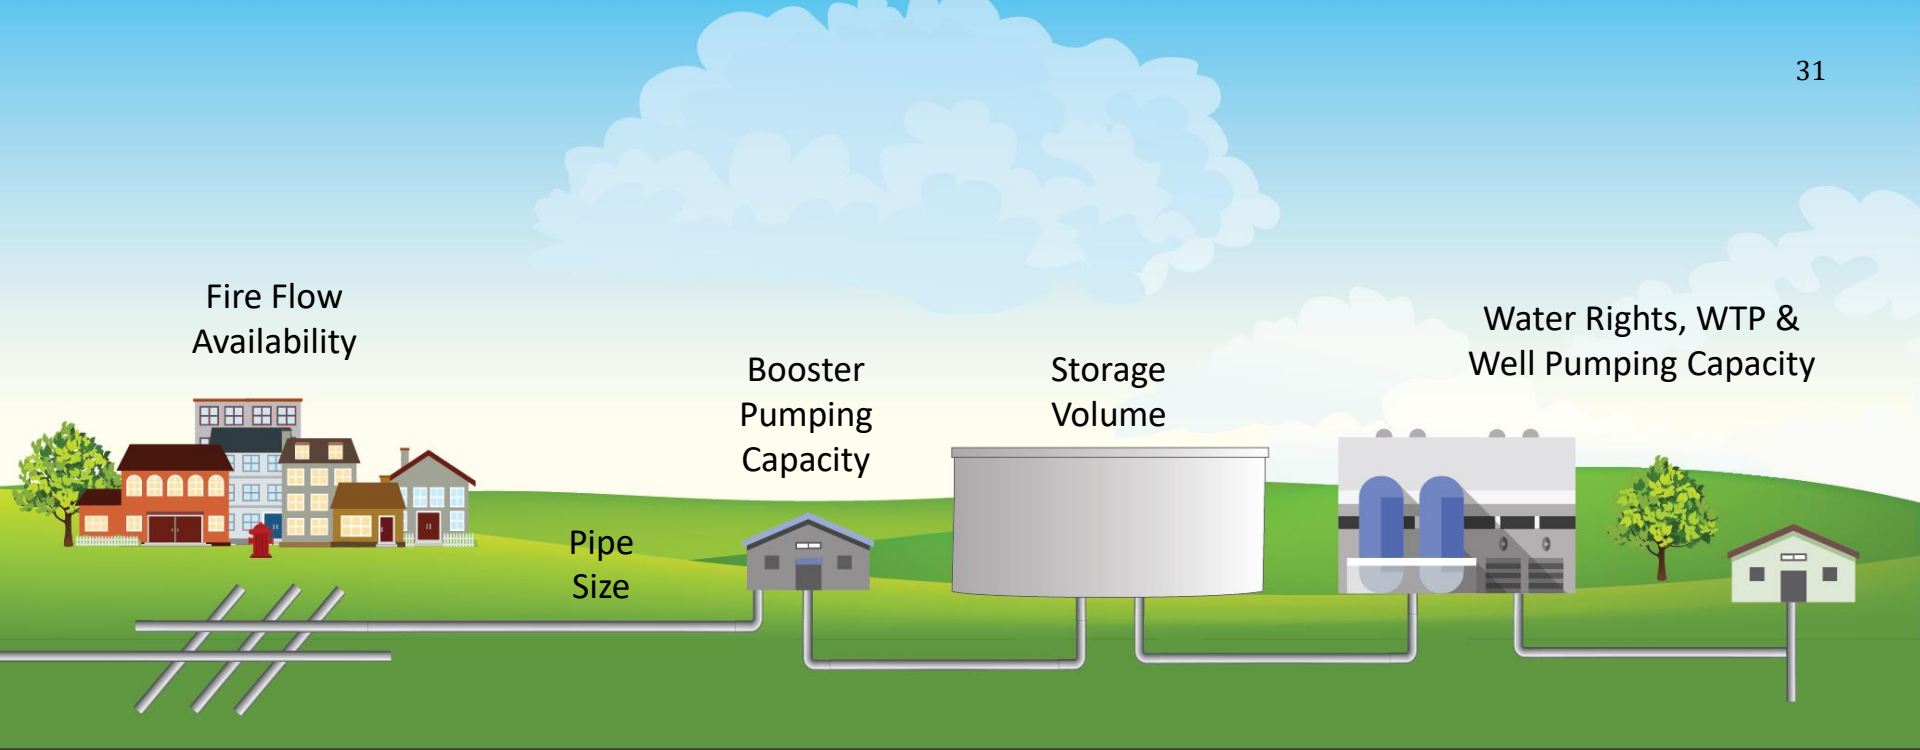 31
Fire Flow
Availability
Booster
Pumping
Capacity
Storage
Volume
Water Rights, WTP &
Well Pumping Capacity
Pipe
Size